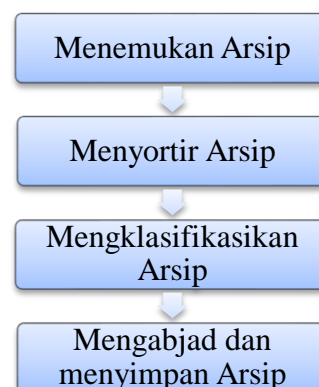 Menemukan Arsip
Menyortir Arsip
Mengklasifikasikan
Arsip
Mengabjad dan
menyimpan Arsip